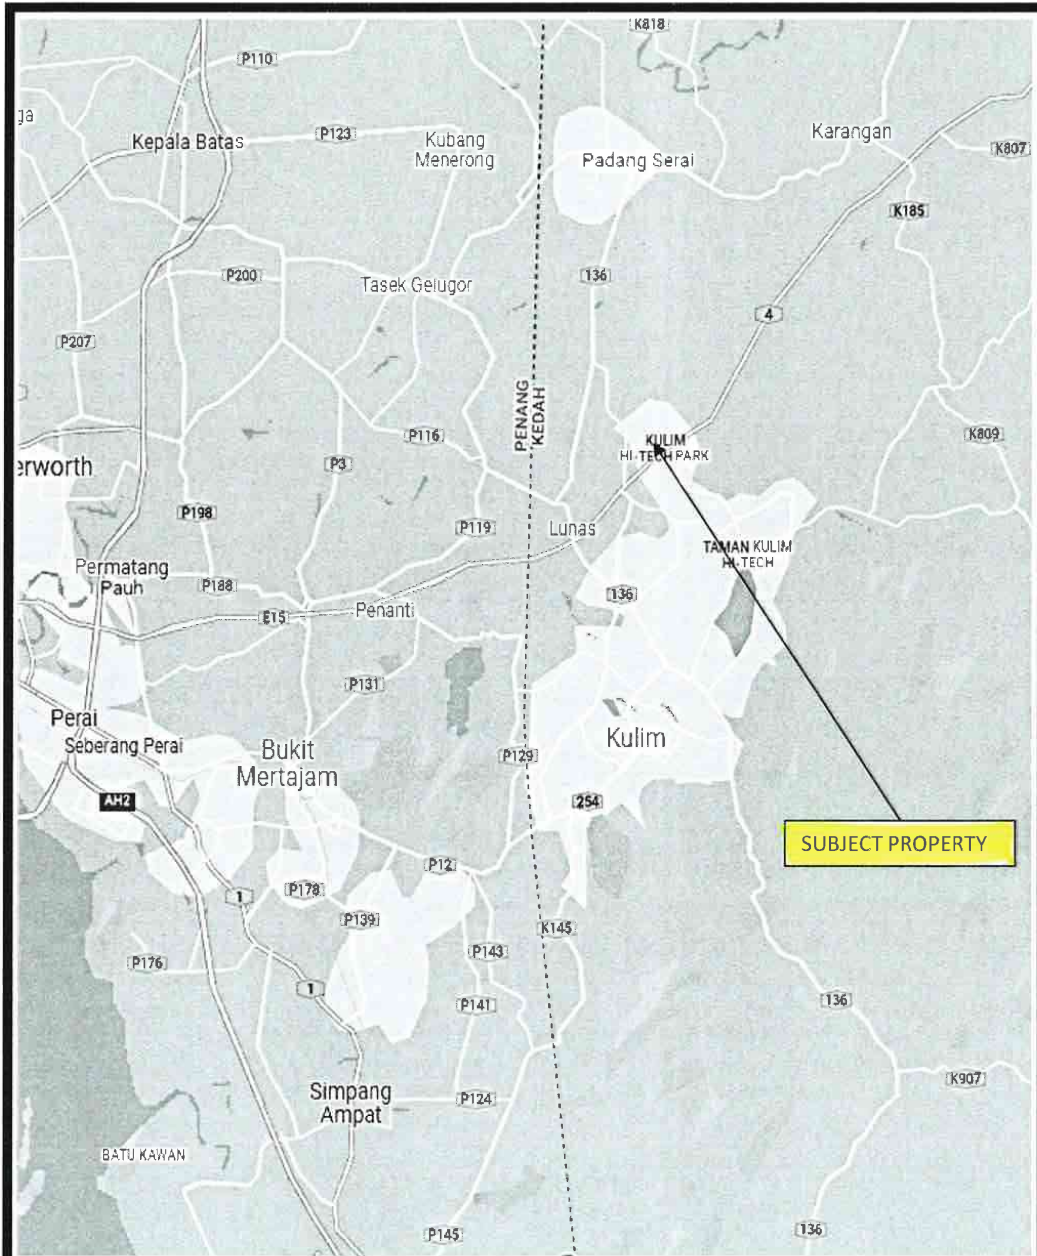 K818
P110
ga
Kepala Batas
P123
Kubang
Menerong
Padang Serai
Karangan
K807
K185
P200
Tasek Gelugor
136
4
P207
PENANG
KEDAH
P116
K809
KULIM
HI-TECH PARK
erworth
P3
P198
P119
Lunas
TAMAN KULIM
HI-TECH
Permatang
Pauh
P188
136
E15
Penanti
P131
Perai
Seberang Perai
Bukit
Mertajam
P129
Kulim
AH2
254
SUBJECT PROPERTY
P12
1
P178
P139
K145
P143
P176
1
P141
136
K907
Simpang
Ampat
P124
BATU KAWAN
P145
136